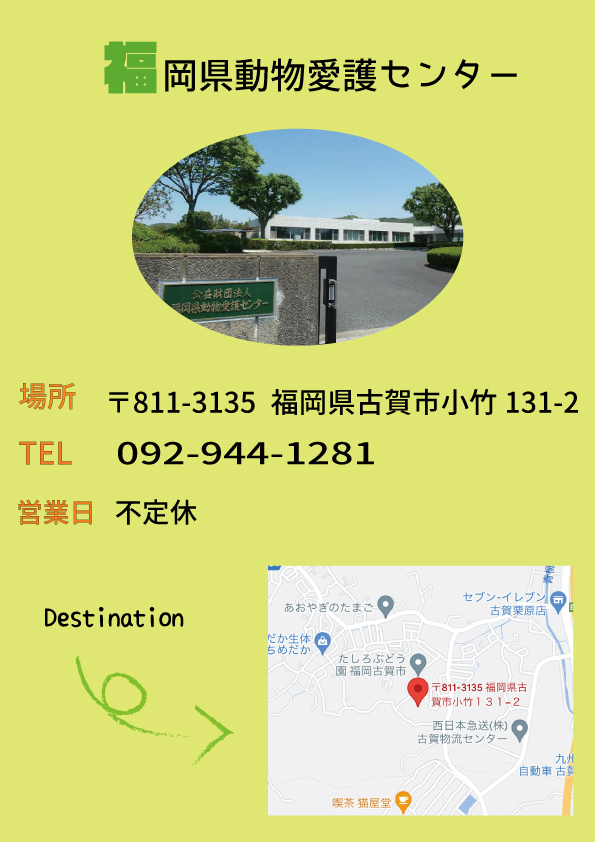 福岡県動物愛護センター
公益財団法人
福岡県動物愛護センター
場所 〒811-3135 福岡県古賀市小竹 131-2
TEL 092-944-1281
営業日 不定休
Destination
あおやぎのたまご
セブン-イレブン
古賀栗原店
だか生体
ちめだか
たしろぶどう
園 福岡古賀市
〒811-3135 福岡県古
賀市小竹１３１−２
西日本急送(株)
古賀物流センター
九州
自動車 古賀
喫茶 猫屋堂